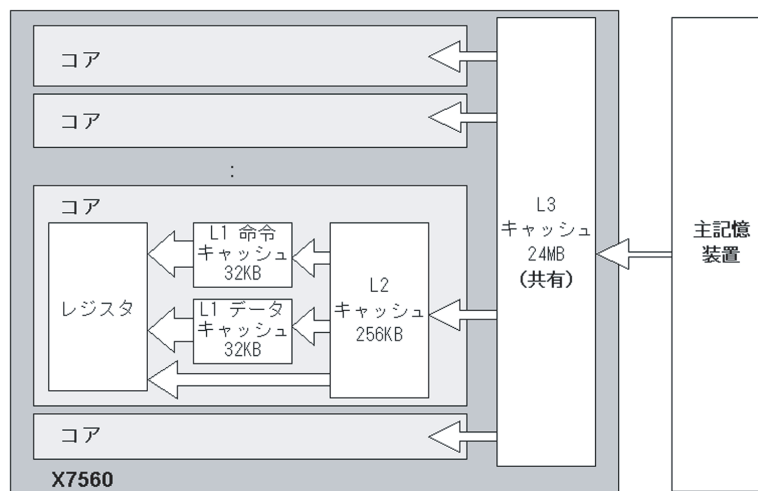 コア
コア
:
コア
レジスタ
L1 命令
キャッシュ
32KB
L1 データ
キャッシュ
32KB
L2
キャッシュ
256KB
コア
X7560
L3
キャッシュ
24MB
(共有)
主記憶
装置